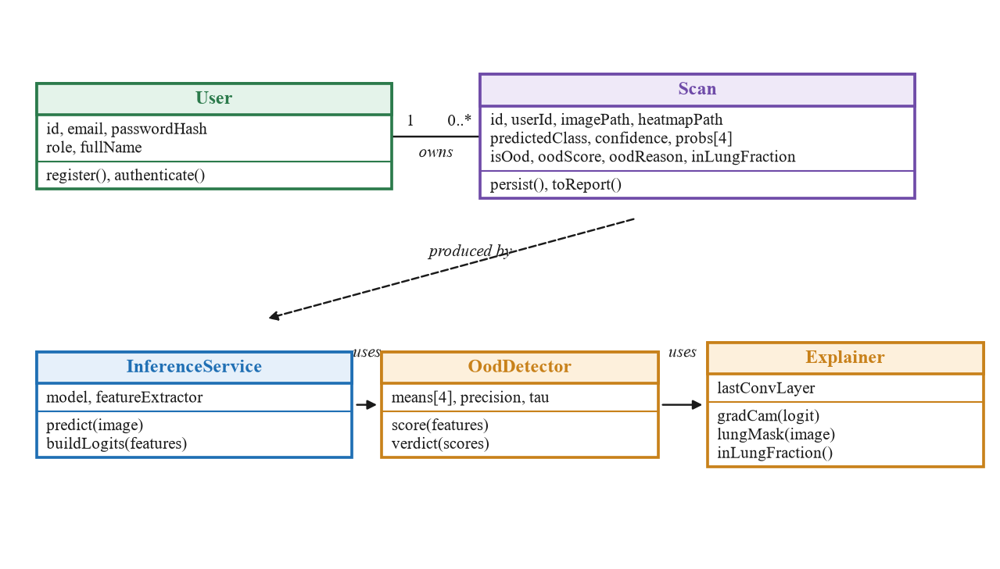 User
id, email, passwordHash
role, fullName
register(), authenticate()
1
0..*
owns
Scan
id, userId, imagePath, heatmapPath
predictedClass, confidence, probs[4]
isOod, oodScore, oodReason, inLungFraction
persist(), toReport()
produced by
InferenceService
model, featureExtractor
predict(image)
buildLogits(features)
uses
OodDetector
means[4], precision, tau
score(features)
verdict(scores)
uses
Explainer
lastConvLayer
gradCam(logit)
lungMask(image)
inLungFraction()